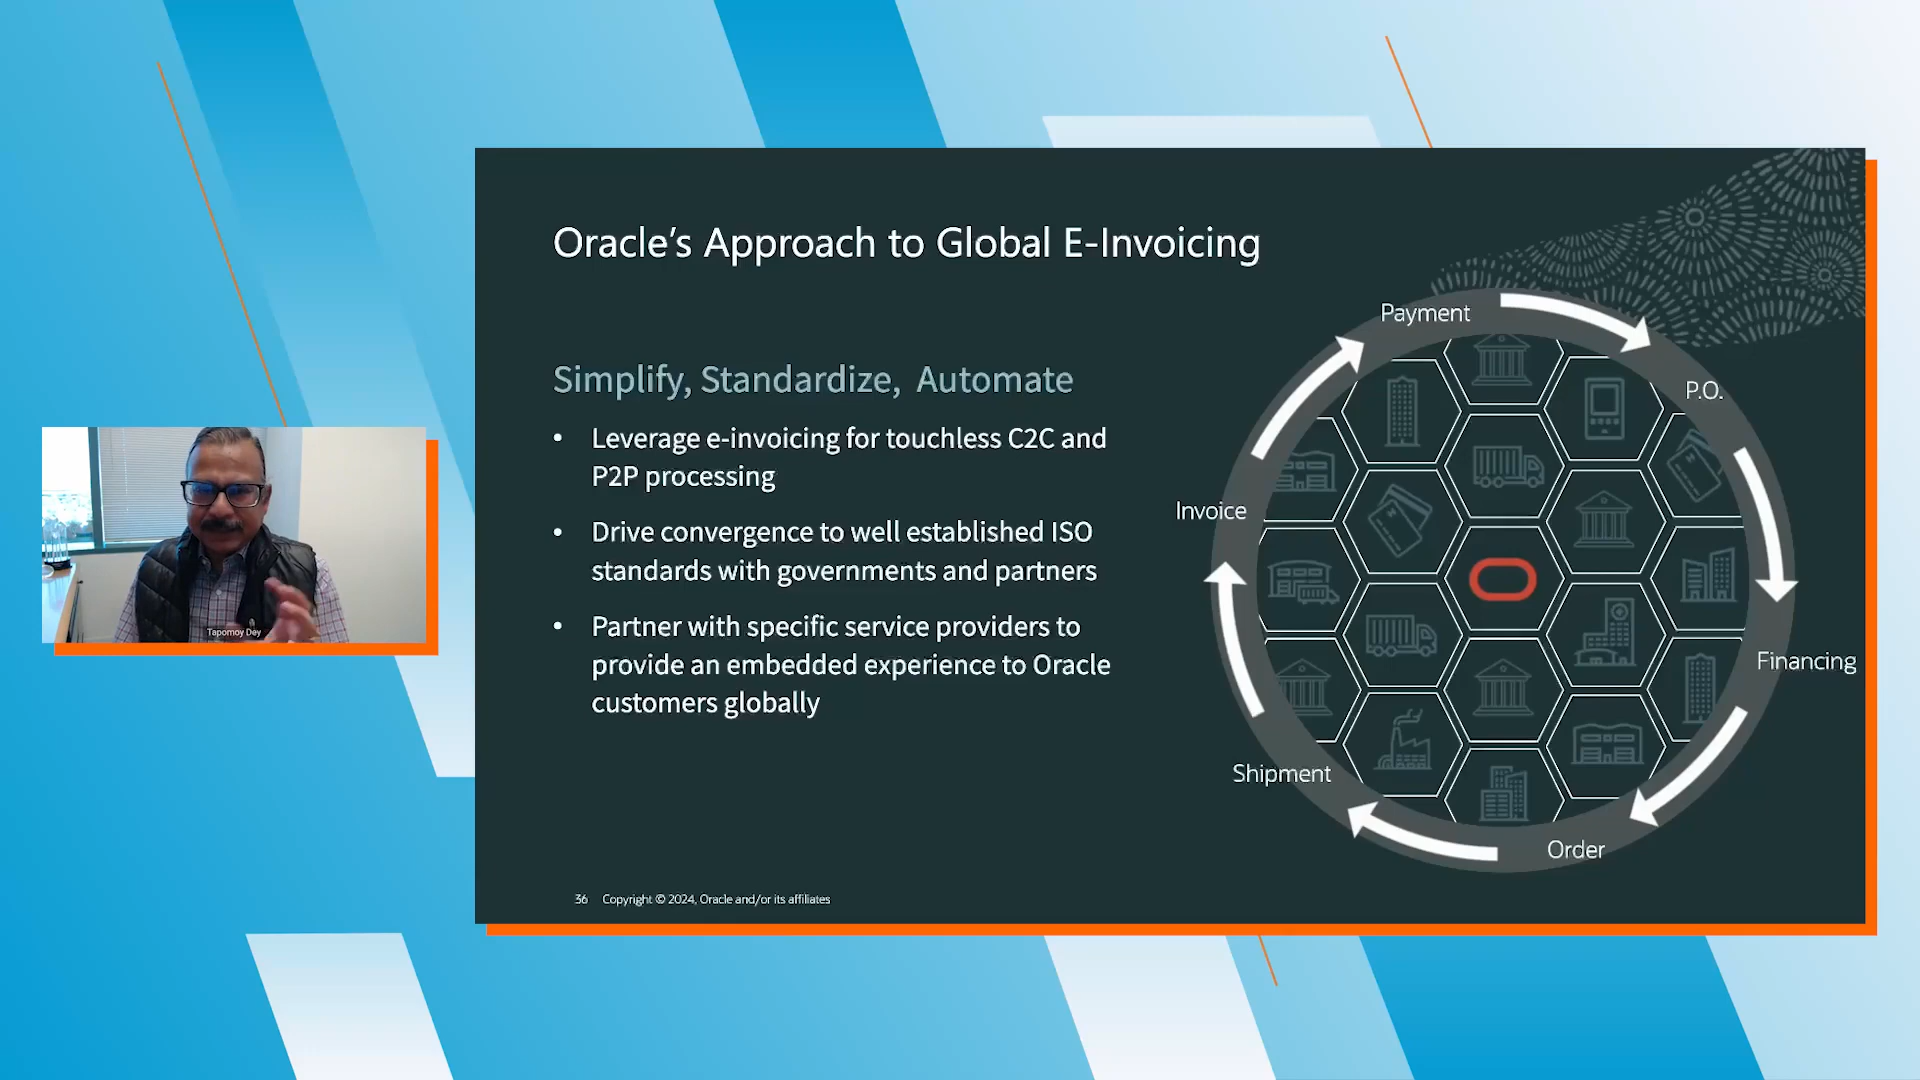 Oracle’s Approach to Global E-Invoicing
Simplify, Standardize, Automate
• Leverage e-invoicing for touchless C2C and
P2P processing
• Drive convergence to well established ISO
standards with governments and partners
• Partner with specific service providers to
provide an embedded experience to Oracle
customers globally
Payment
P.O.
Financing
Order
Shipment
Invoice
36 Copyright © 2024, Oracle and/or its affiliates
Tapomoy Dey